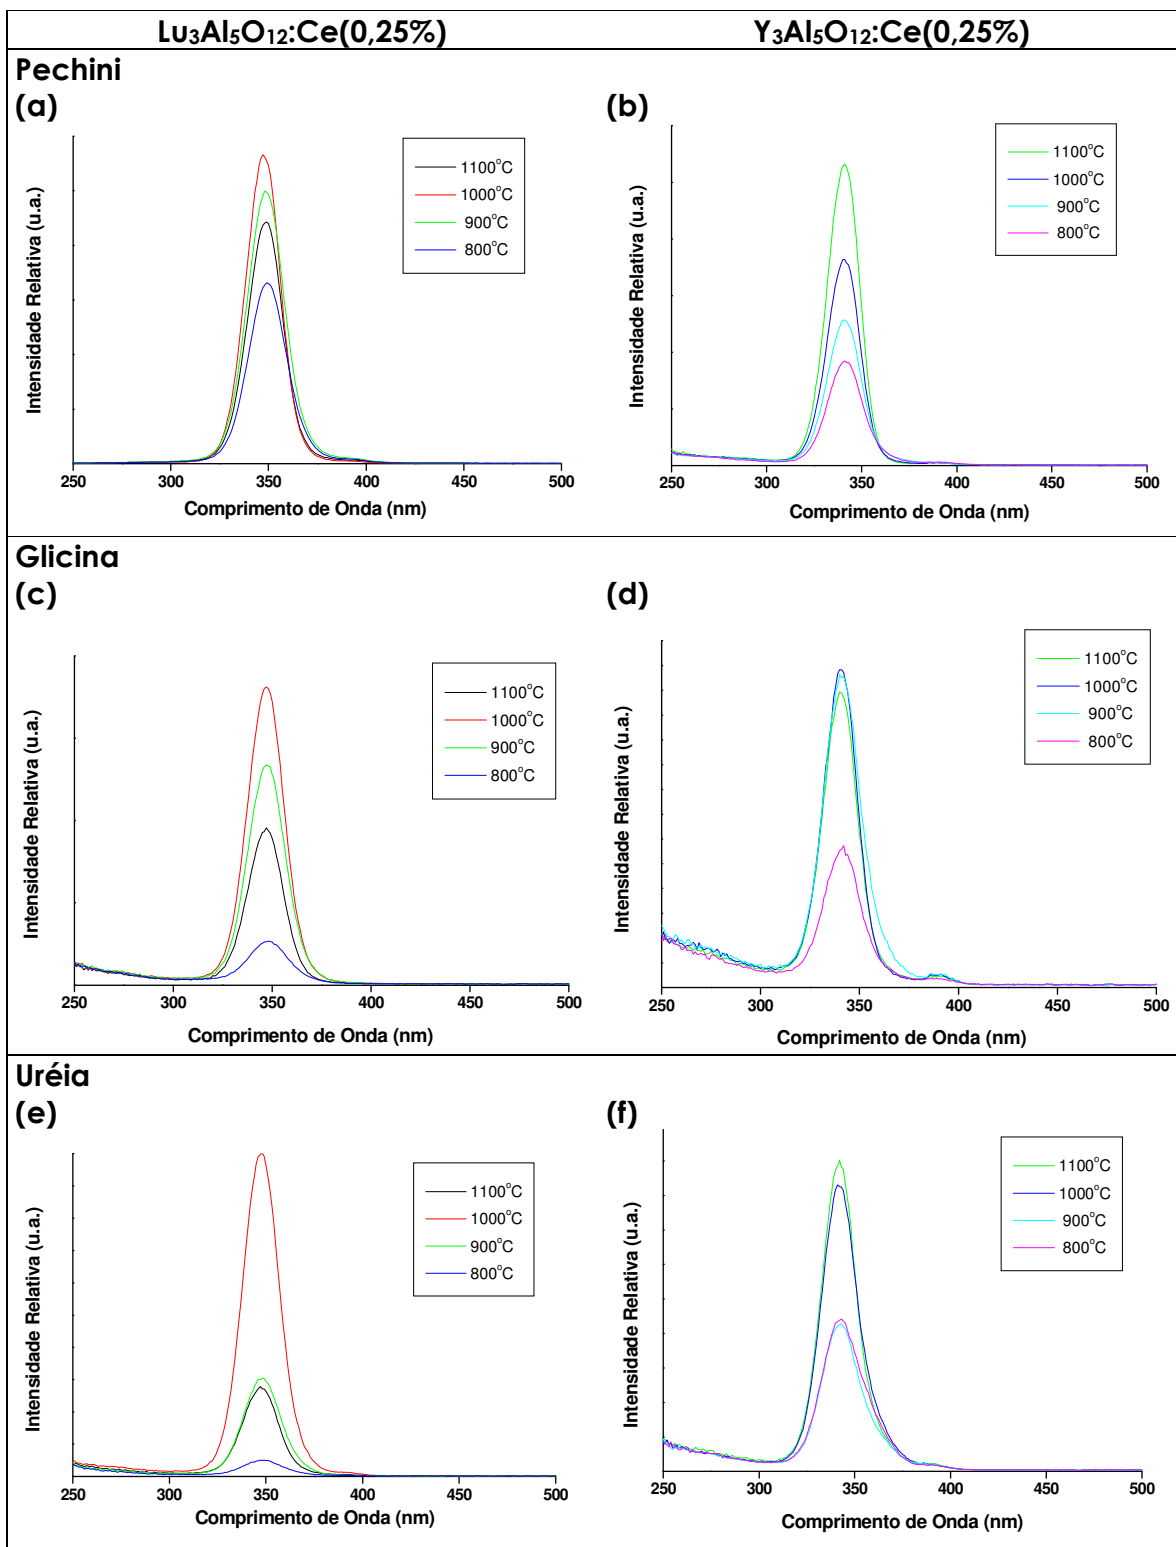 Lu₃Al₅O₁₂:Ce(0,25%)
Y₃Al₅O₁₂:Ce(0,25%)
Pechini
(a)
Intensidade Relativa (u.a.)
1100°C
1000°C
900°C
800°C
250 300 350 400 450 500
Comprimento de Onda (nm)
(b)
Intensidade Relativa (u.a.)
1100°C
1000°C
900°C
800°C
250 300 350 400 450 500
Comprimento de Onda (nm)
Glicina
(c)
Intensidade Relativa (u.a.)
1100°C
1000°C
900°C
800°C
250 300 350 400 450 500
Comprimento de Onda (nm)
(d)
Intensidade Relativa (u.a.)
1100°C
1000°C
900°C
800°C
250 300 350 400 450 500
Comprimento de Onda (nm)
Uréia
(e)
Intensidade Relativa (u.a.)
1100°C
1000°C
900°C
800°C
250 300 350 400 450 500
Comprimento de Onda (nm)
(f)
Intensidade Relativa (u.a.)
1100°C
1000°C
900°C
800°C
250 300 350 400 450 500
Comprimento de Onda (nm)